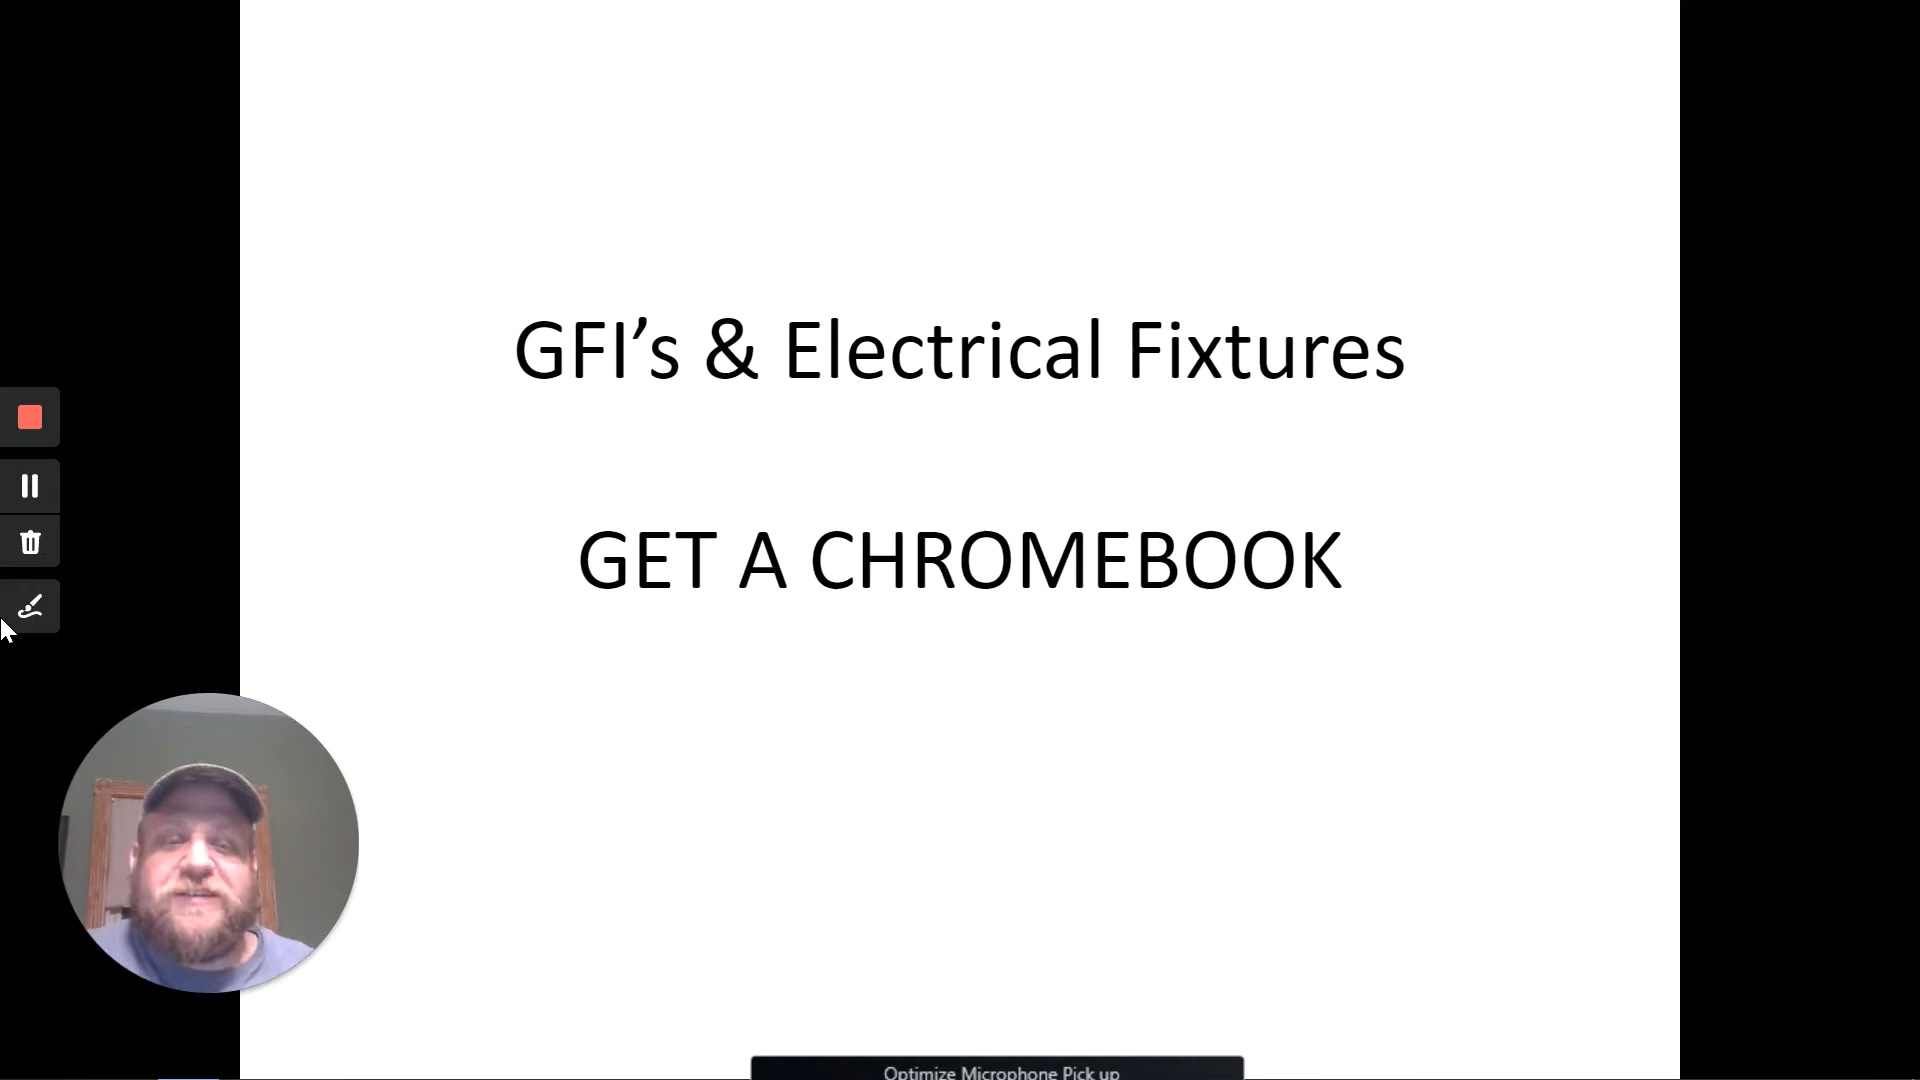 GFI’s & Electrical Fixtures
GET A CHROMEBOOK
Optimize Microphone Pick up